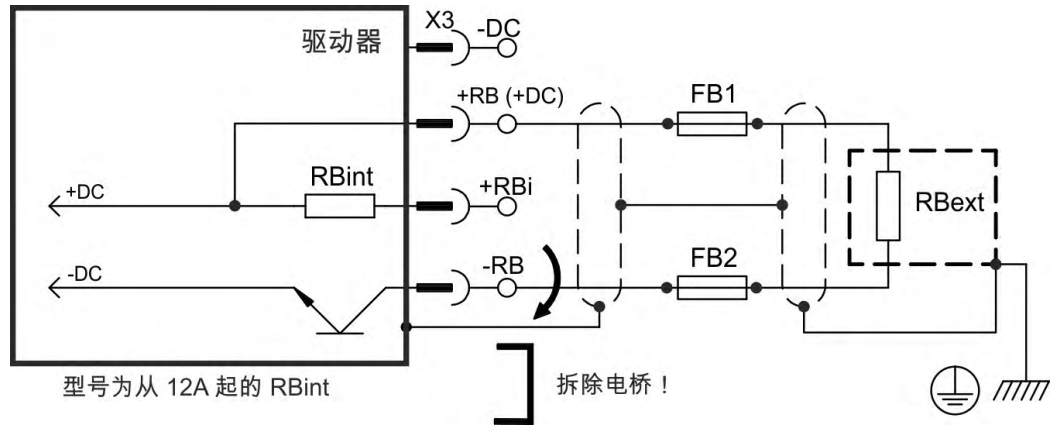 驱动器
X3
-DC
+RB (+DC)
FB1
+DC
RBint
+RBi
RBext
-DC
-RB
FB2
型号为从 12A 起的 RBint
拆除电桥！